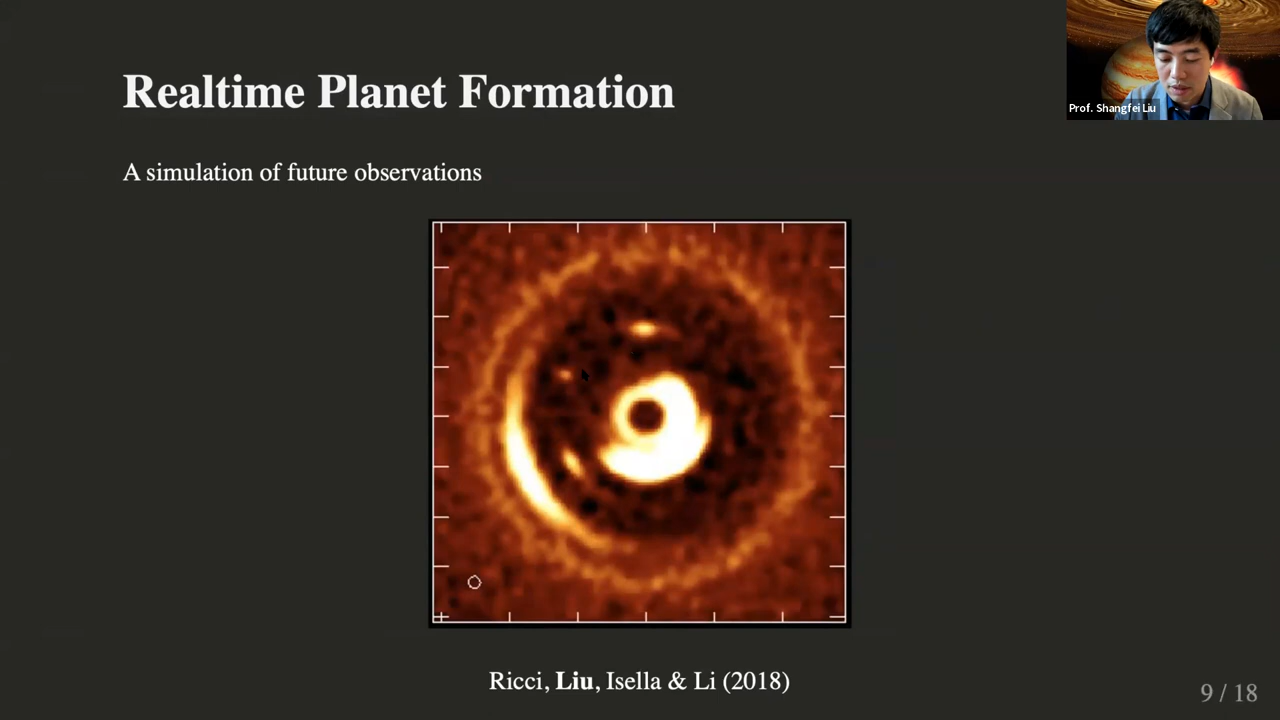 Realtime Planet Formation
Prof. Shangfei Liu
A simulation of future observations
Ricci, Liu, Isella & Li (2018)
9 / 18